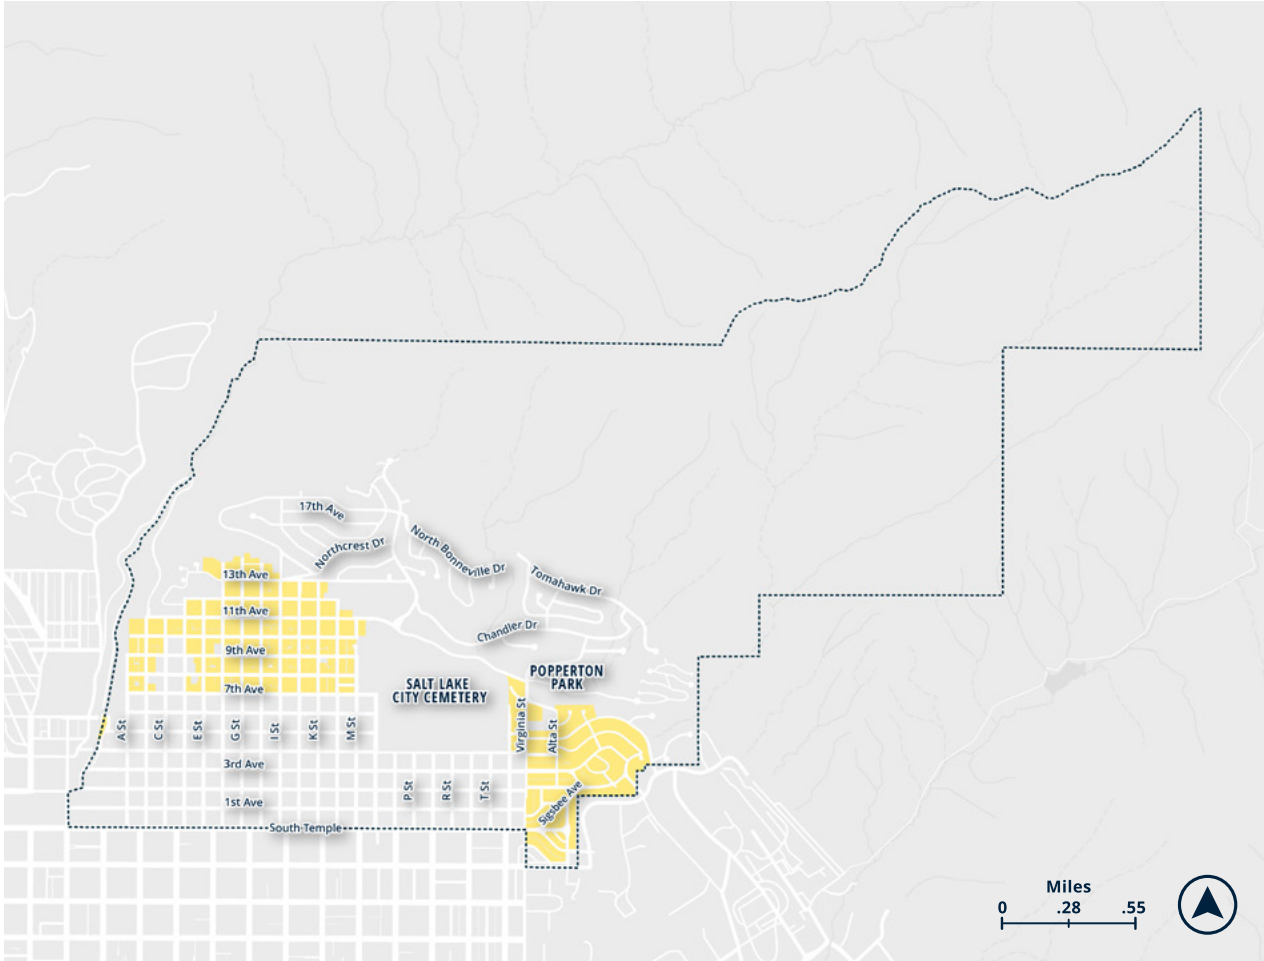 17th Ave
Northcrest Dr
North Bonneville Dr
13th Ave
Tomahawk Dr
11th Ave
Chandler Dr
9th Ave
POPPERTON
PARK
SALT LAKE
CITY CEMETERY
7th Ave
A St
C St
E St
G St
I St
K St
M St
Virginia St
Alta St
3rd Ave
P St
R St
T St
1st Ave
Sigsbee Ave
South Temple
Miles
0 .28 .55